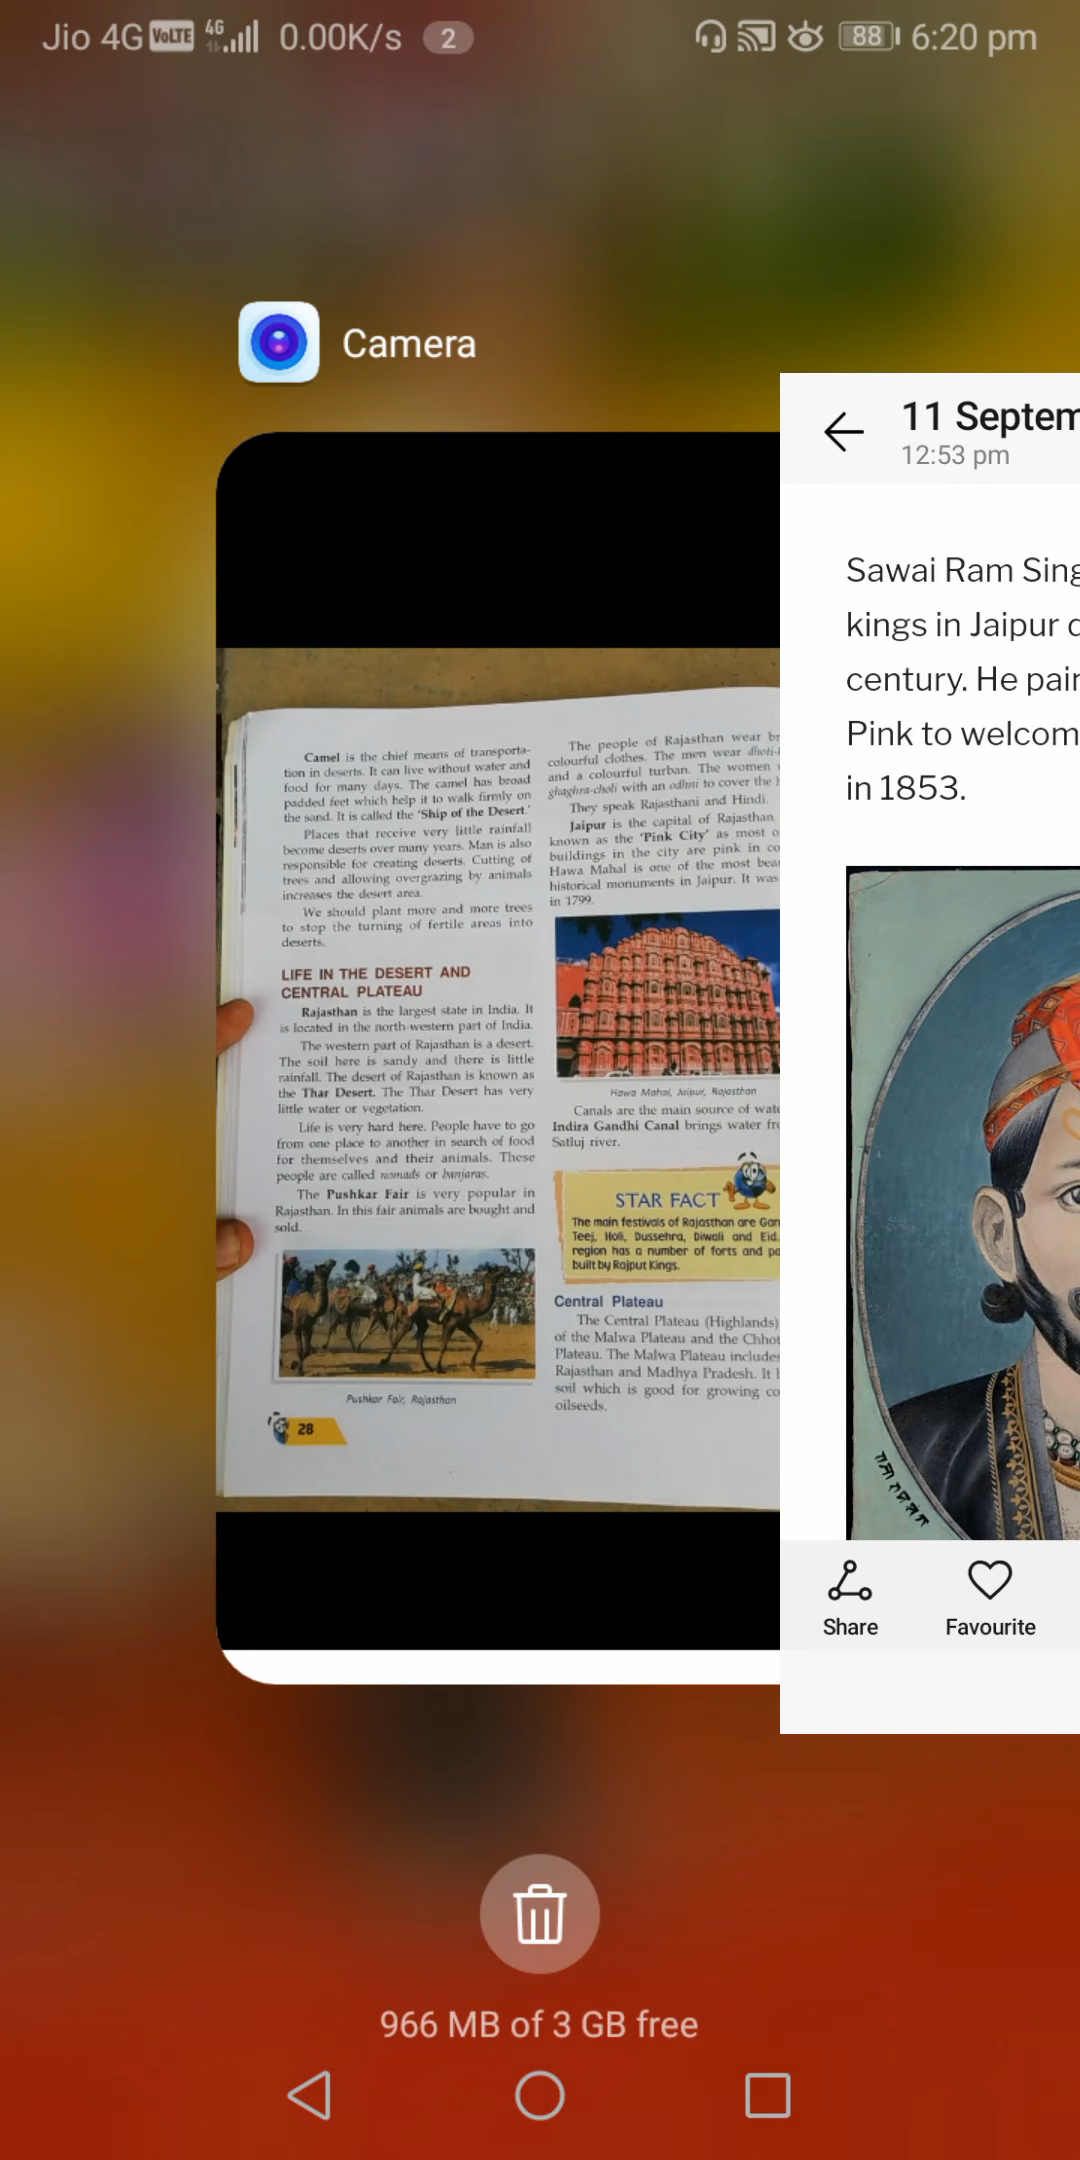 Jio 4G VoLTE 4G 0.00K/s 2 88 6:20 pm
Camera
Camel is the chief means of transporta-
tion in deserts. It can live without water and
food for many days. The camel has broad
padded feet which help it to walk firmly on
the sand. It is called the 'Ship of the Desert.'
Places that receive very little rainfall
become deserts over many years. Man is also
responsible for creating deserts. Cutting of
trees and allowing overgrazing by animals
increases the desert area.
We should plant more and more trees
to stop the turning of fertile areas into
deserts.
LIFE IN THE DESERT AND
CENTRAL PLATEAU
Rajasthan is the largest state in India. It
is located in the north-western part of India.
The western part of Rajasthan is a desert.
The soil here is sandy and there is little
rainfall. The desert of Rajasthan is known as
the Thar Desert. The Thar Desert has very
little water or vegetation.
Life is very hard here. People have to go
from one place to another in search of food
for themselves and their animals. These
people are called nomads or banjaras.
The Pushkar Fair is very popular in
Rajasthan. In this fair animals are bought and
sold.
Pushkar Fair, Rajasthan
28
The people of Rajasthan wear br
colourful clothes. The men wear dhoti-
and a colourful turban. The women
ghaghra-choli with an odhni to cover the
They speak Rajasthani and Hindi.
Jaipur is the capital of Rajasthan.
known as the 'Pink City' as most o
buildings in the city are pink in co
Hawa Mahal is one of the most bea
historical monuments in Jaipur. It was
in 1799.
Hawa Mahal, Jaipur, Rajasthan
Canals are the main source of wat
Indira Gandhi Canal brings water fr
Satluj river.
STAR FACT
The main festivals of Rajasthan are Gan
Teej, Holi, Dussehra, Diwali and Eid.
region has a number of forts and pa
built by Rajput Kings.
Central Plateau
The Central Plateau (Highlands)
of the Malwa Plateau and the Chhot
Plateau. The Malwa Plateau includes
Rajasthan and Madhya Pradesh. It h
soil which is good for growing co
oilseeds.
11 Septem
12:53 pm
Sawai Ram Sing
kings in Jaipur
century. He pain
Pink to welcom
in 1853.
Share Favourite
966 MB of 3 GB free